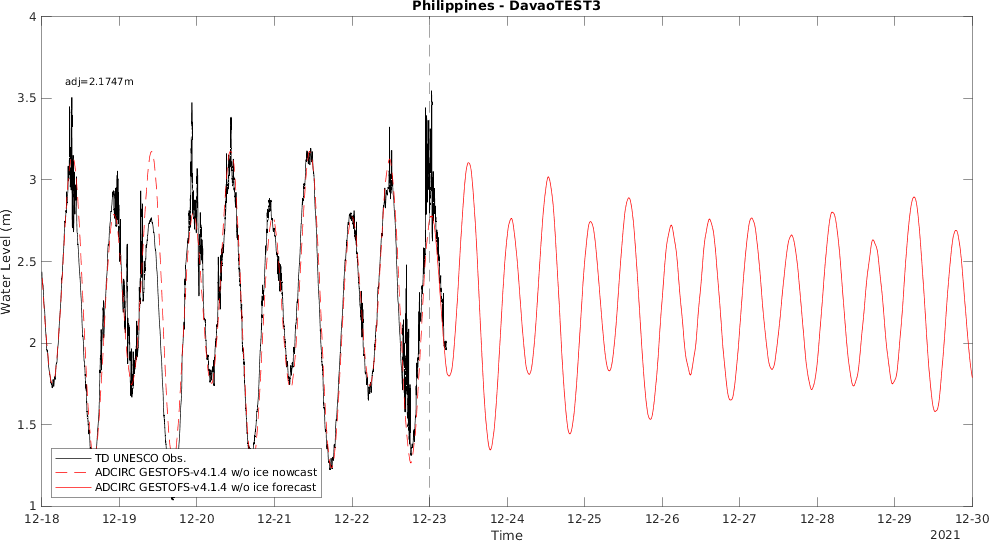 Philippines - DavaoTEST3
4
3.5
3
2.5
2
1.5
1
Water Level (m)
adj=2.1747m
TD UNESCO Obs.
ADCIRC GESTOFS-v4.1.4 w/o ice nowcast
ADCIRC GESTOFS-v4.1.4 w/o ice forecast
12-18 12-19 12-20 12-21 12-22 12-23 12-24 12-25 12-26 12-27 12-28 12-29 12-30
Time
2021